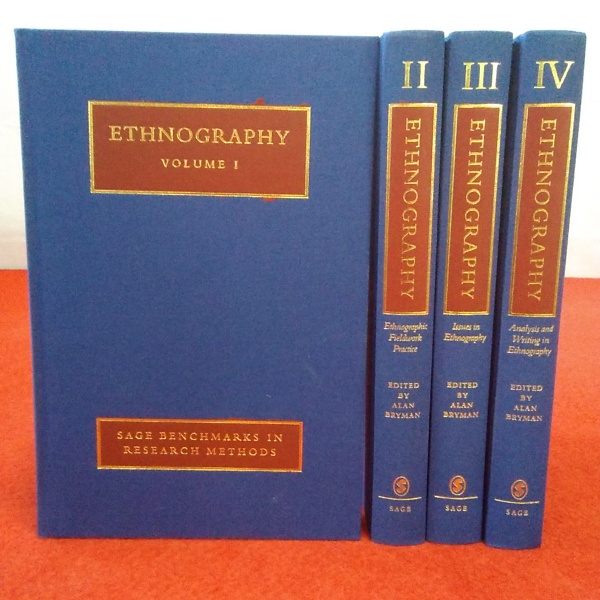 ETHNOGRAPHY
VOLUME I
SAGE BENCHMARKS IN
RESEARCH METHODS
II
ETHNOGRAPHY
Ethnographic
Fieldwork
Practice
EDITED
BY
ALAN
BRYMAN
S
SAGE
III
ETHNOGRAPHY
Issues in
Ethnography
EDITED
BY
ALAN
BRYMAN
S
SAGE
IV
ETHNOGRAPHY
Analysis and
Writing in
Ethnography
EDITED
BY
ALAN
BRYMAN
S
SAGE